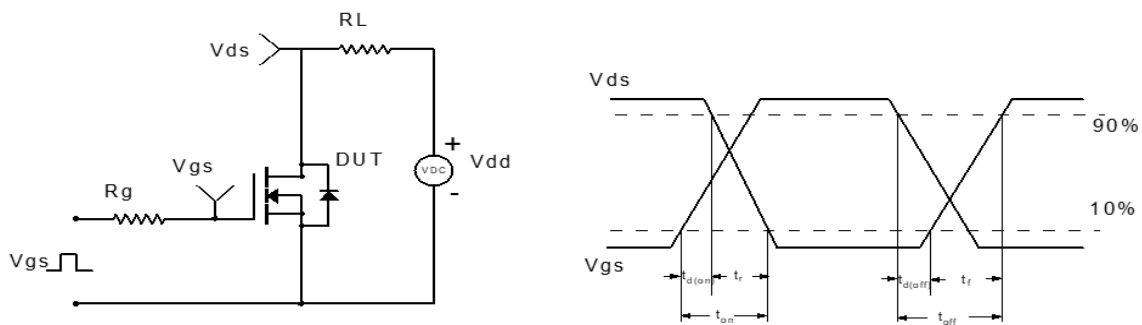 RL
Vds
Vgs
DUT
+
VDC
Vdd
-
Rg
Vgs
Vds
90%
10%
Vgs
td(on)
tr
td(off)
tf
ton
toff